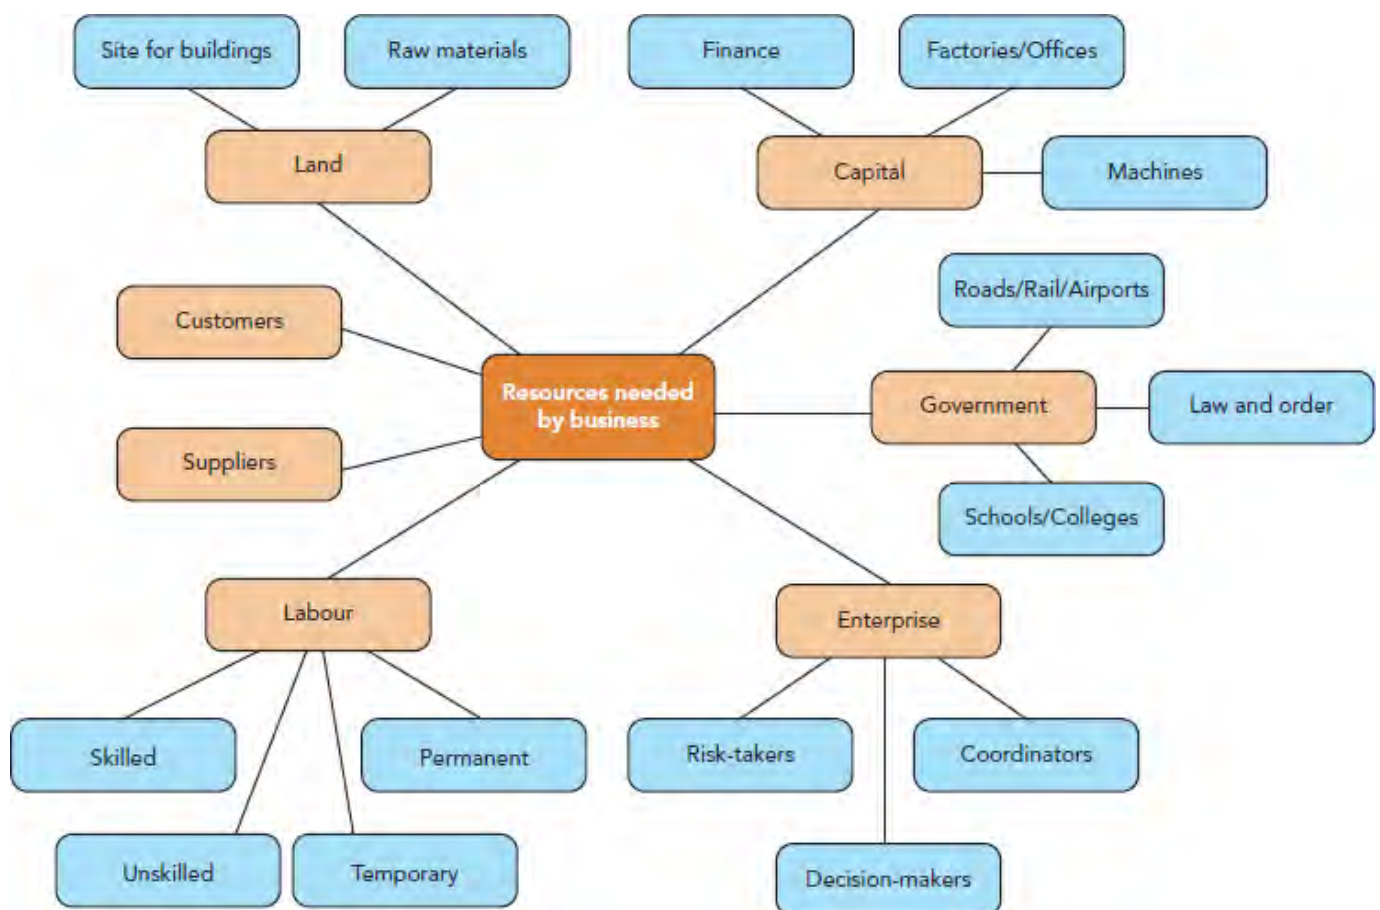 Site for buildings
Raw materials
Finance
Factories/Offices
Land
Capital
Machines
Customers
Roads/Rail/Airports
Resources needed
by business
Government
Law and order
Suppliers
Schools/Colleges
Labour
Enterprise
Skilled
Permanent
Risk-takers
Coordinators
Unskilled
Temporary
Decision-makers